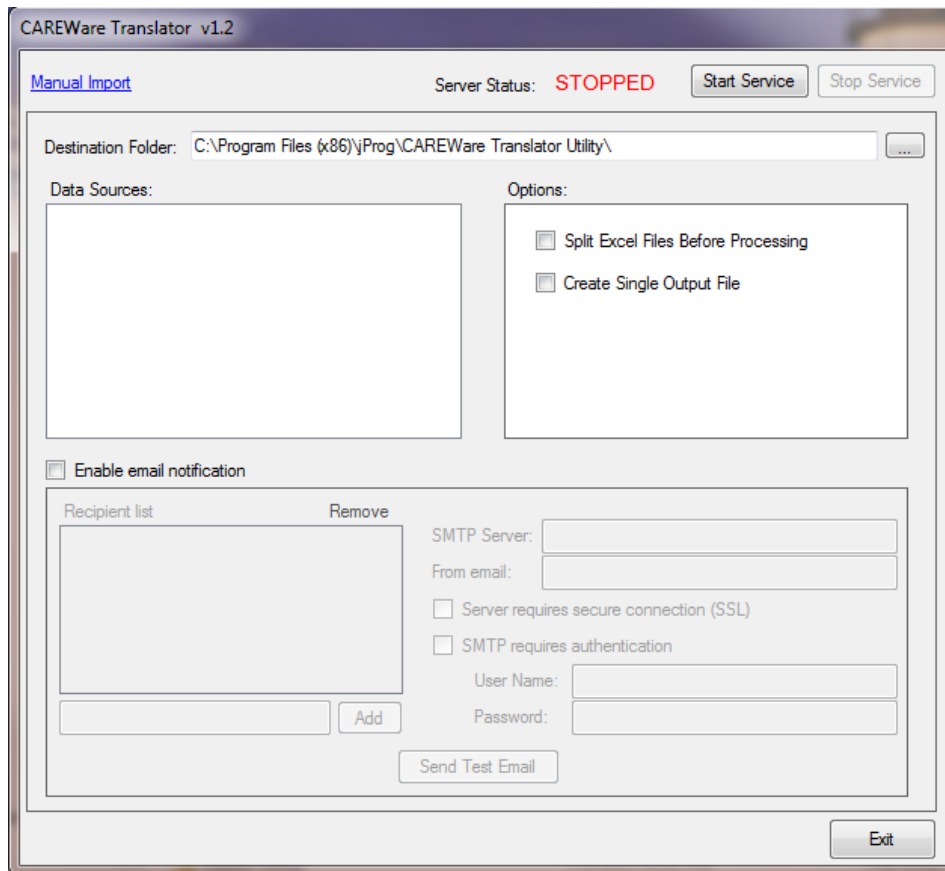 CAREWare Translator v1.2
Manual Import
Server Status: STOPPED
Start Service
Stop Service
Destination Folder: C:\Program Files (x86)\jProg\CAREWare Translator Utility\
...
Data Sources:
Options:
Split Excel Files Before Processing
Create Single Output File
Enable email notification
Recipient list
Remove
SMTP Server:
From email:
Server requires secure connection (SSL)
SMTP requires authentication
User Name:
Add
Password:
Send Test Email
Exit